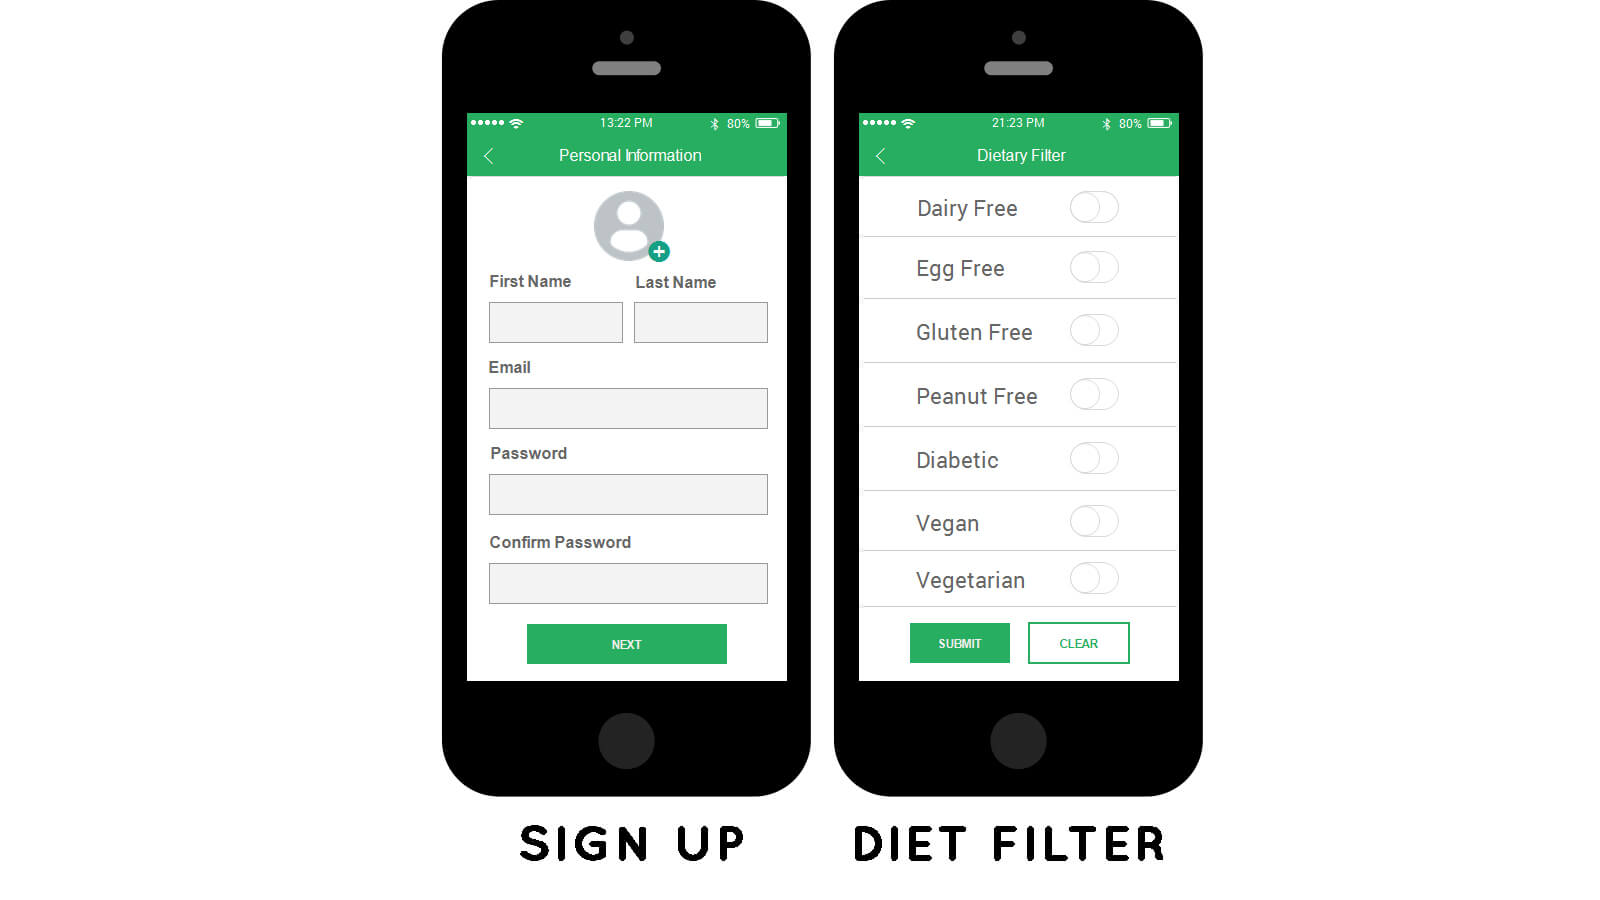 13:22 PM
80%
Personal Information
First Name
Last Name
Email
Password
Confirm Password
NEXT
SIGN UP
21:23 PM
80%
Dietary Filter
Dairy Free
Egg Free
Gluten Free
Peanut Free
Diabetic
Vegan
Vegetarian
SUBMIT
CLEAR
DIET FILTER